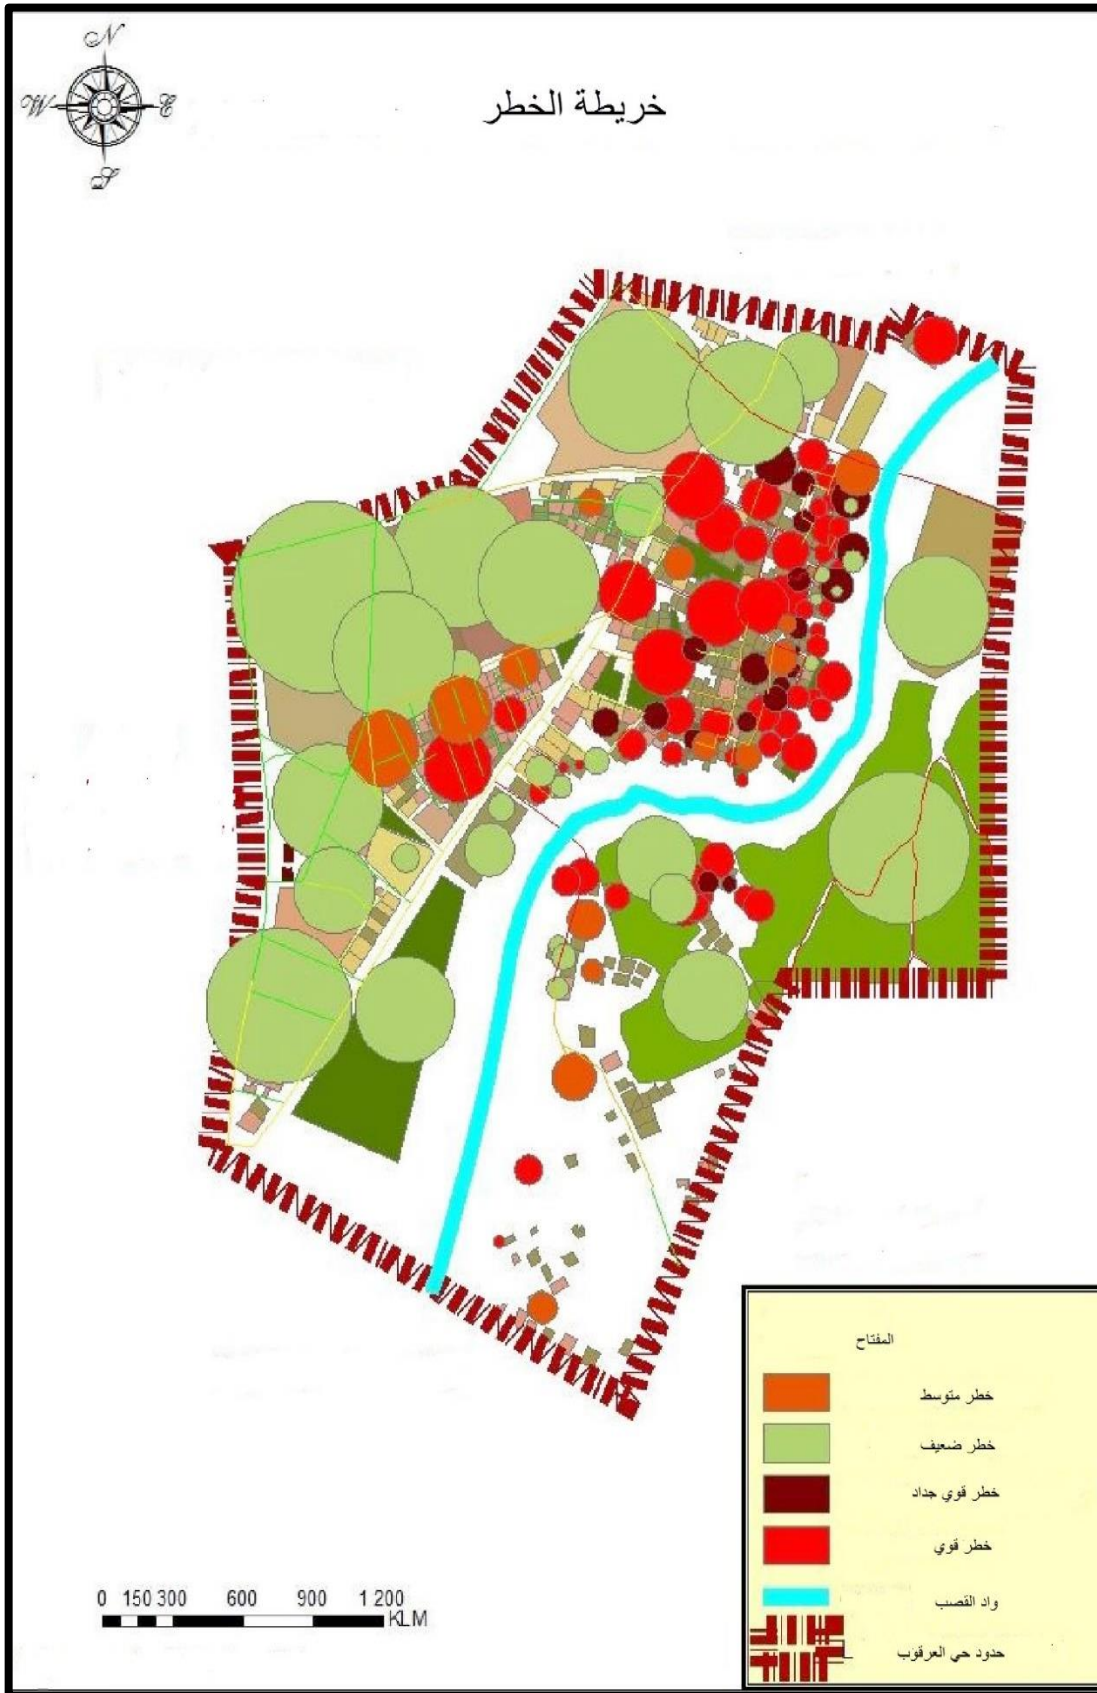 N
W
E
S
خريطة الخطر
المفتاح
خطر متوسط
خطر ضعيف
خطر قوي جداد
خطر قوي
واد القصب
حدود حي العرقوب
0 150 300 600 900 1 200
KLM